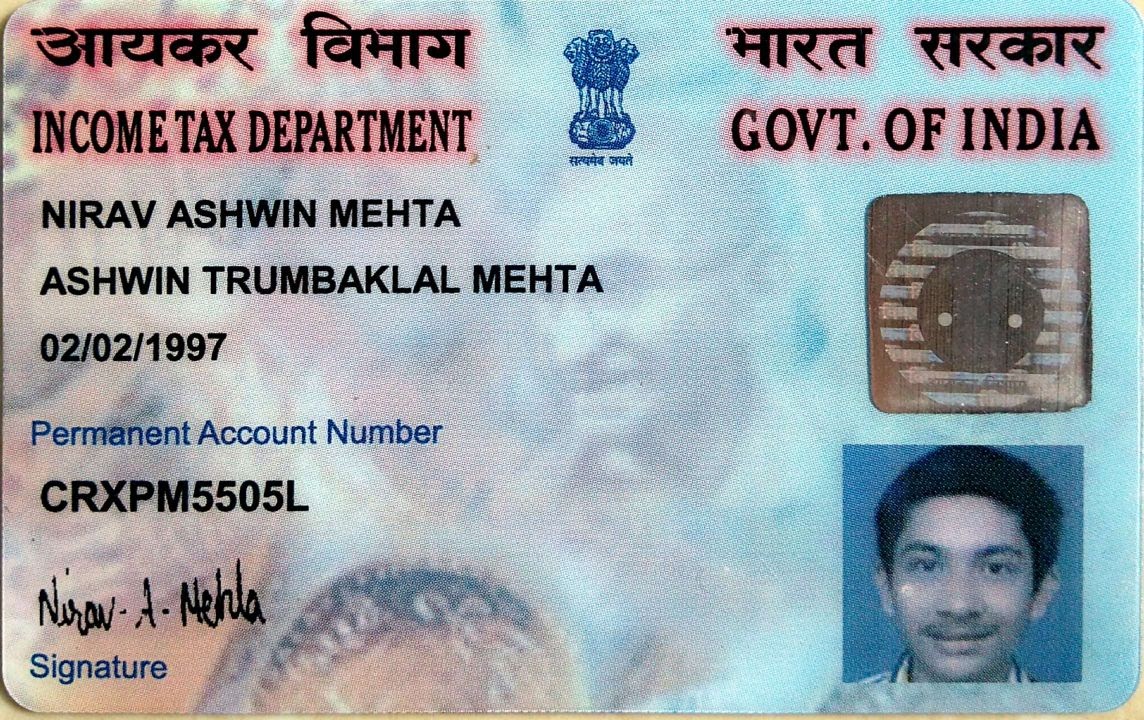 आयकर विभाग
INCOME TAX DEPARTMENT
सत्यमेव जयते
भारत सरकार
GOVT. OF INDIA
NIRAV ASHWIN MEHTA
ASHWIN TRUMBAKLAL MEHTA
02/02/1997
Permanent Account Number
CRXPM5505L
Nirav- A- Mehta
Signature